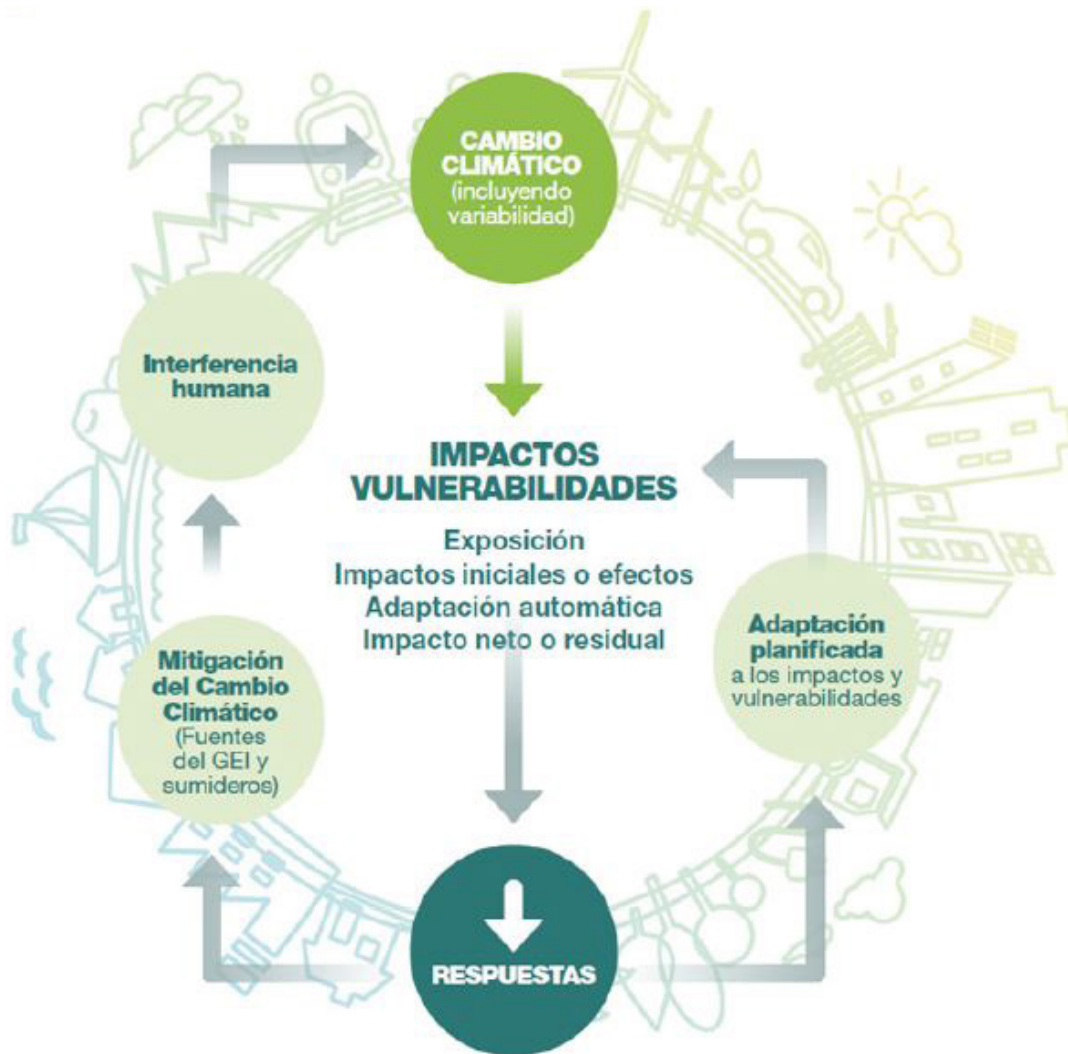 CAMBIO
CLIMÁTICO
(incluyendo
variabilidad)
Interferencia
humana
IMPACTOS
VULNERABILIDADES
Exposición
Impactos iniciales o efectos
Adaptación automática
Impacto neto o residual
Mitigación
del Cambio
Climático
(Fuentes
del GEI y
sumideros)
Adaptación
planificada
a los impactos y
vulnerabilidades
RESPUESTAS